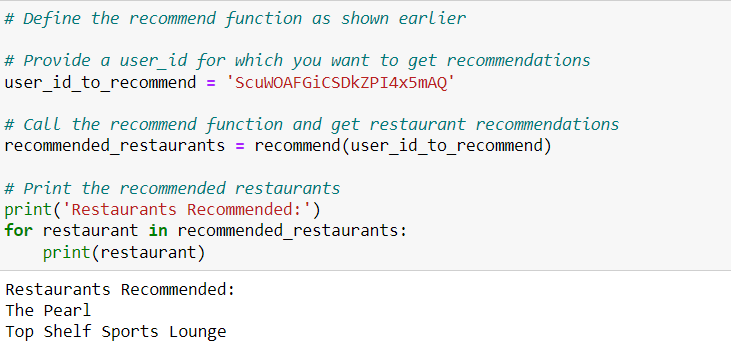 # Define the recommend function as shown earlier
# Provide a user_id for which you want to get recommendations
user_id_to_recommend = 'ScuWOAFGiCSDkZPI4x5mAQ'
# Call the recommend function and get restaurant recommendations
recommended_restaurants = recommend(user_id_to_recommend)
# Print the recommended restaurants
print('Restaurants Recommended:')
for restaurant in recommended_restaurants:
    print(restaurant)
Restaurants Recommended:
The Pearl
Top Shelf Sports Lounge